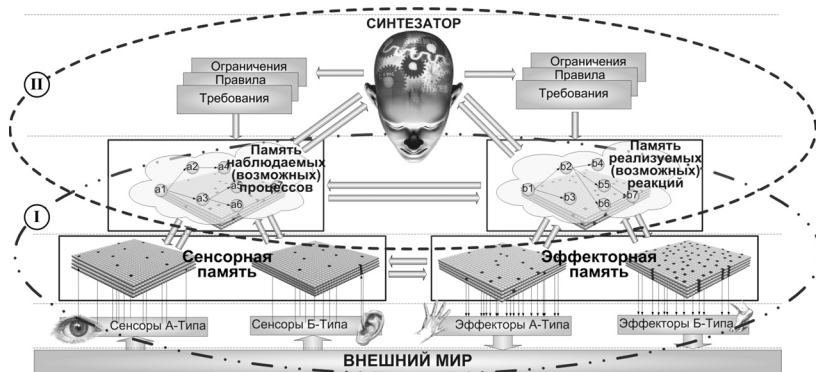 СИНТЕЗАТОР
Ограничения
Правила
Требования
Ограничения
Правила
Требования
II
Память
наблюдаемых
(возможных)
процессов
a1
a2
a4
a3
a5
a6
Память
реализуемых
(возможных)
реакций
b1
b2
b4
b3
b5
b6
b7
I
Сенсорная
память
Эффекторная
память
Сенсоры А-Типа
Сенсоры Б-Типа
Эффекторы А-Типа
Эффекторы Б-Типа
ВНЕШНИЙ МИР